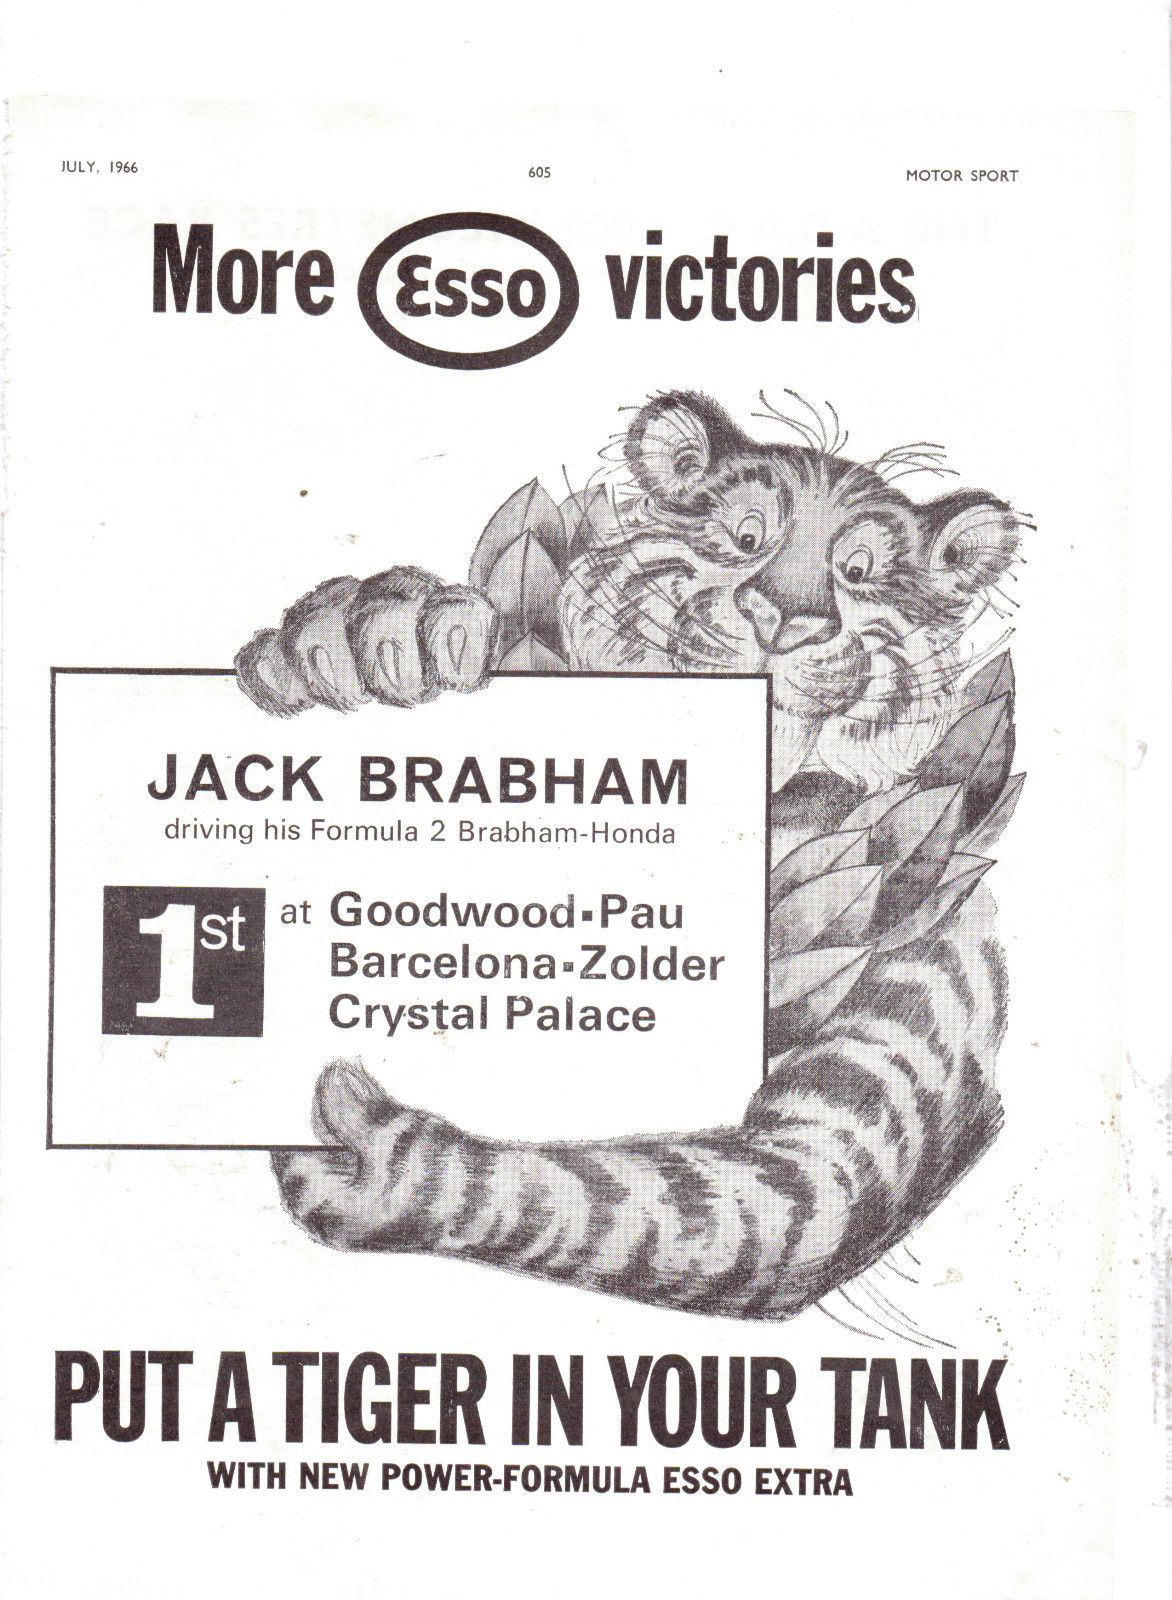 JULY, 1966 605 MOTOR SPORT
More Esso victories
JACK BRABHAM
driving his Formula 2 Brabham-Honda
1st at Goodwood▪Pau
Barcelona▪Zolder
Crystal Palace
PUT A TIGER IN YOUR TANK
WITH NEW POWER-FORMULA ESSO EXTRA